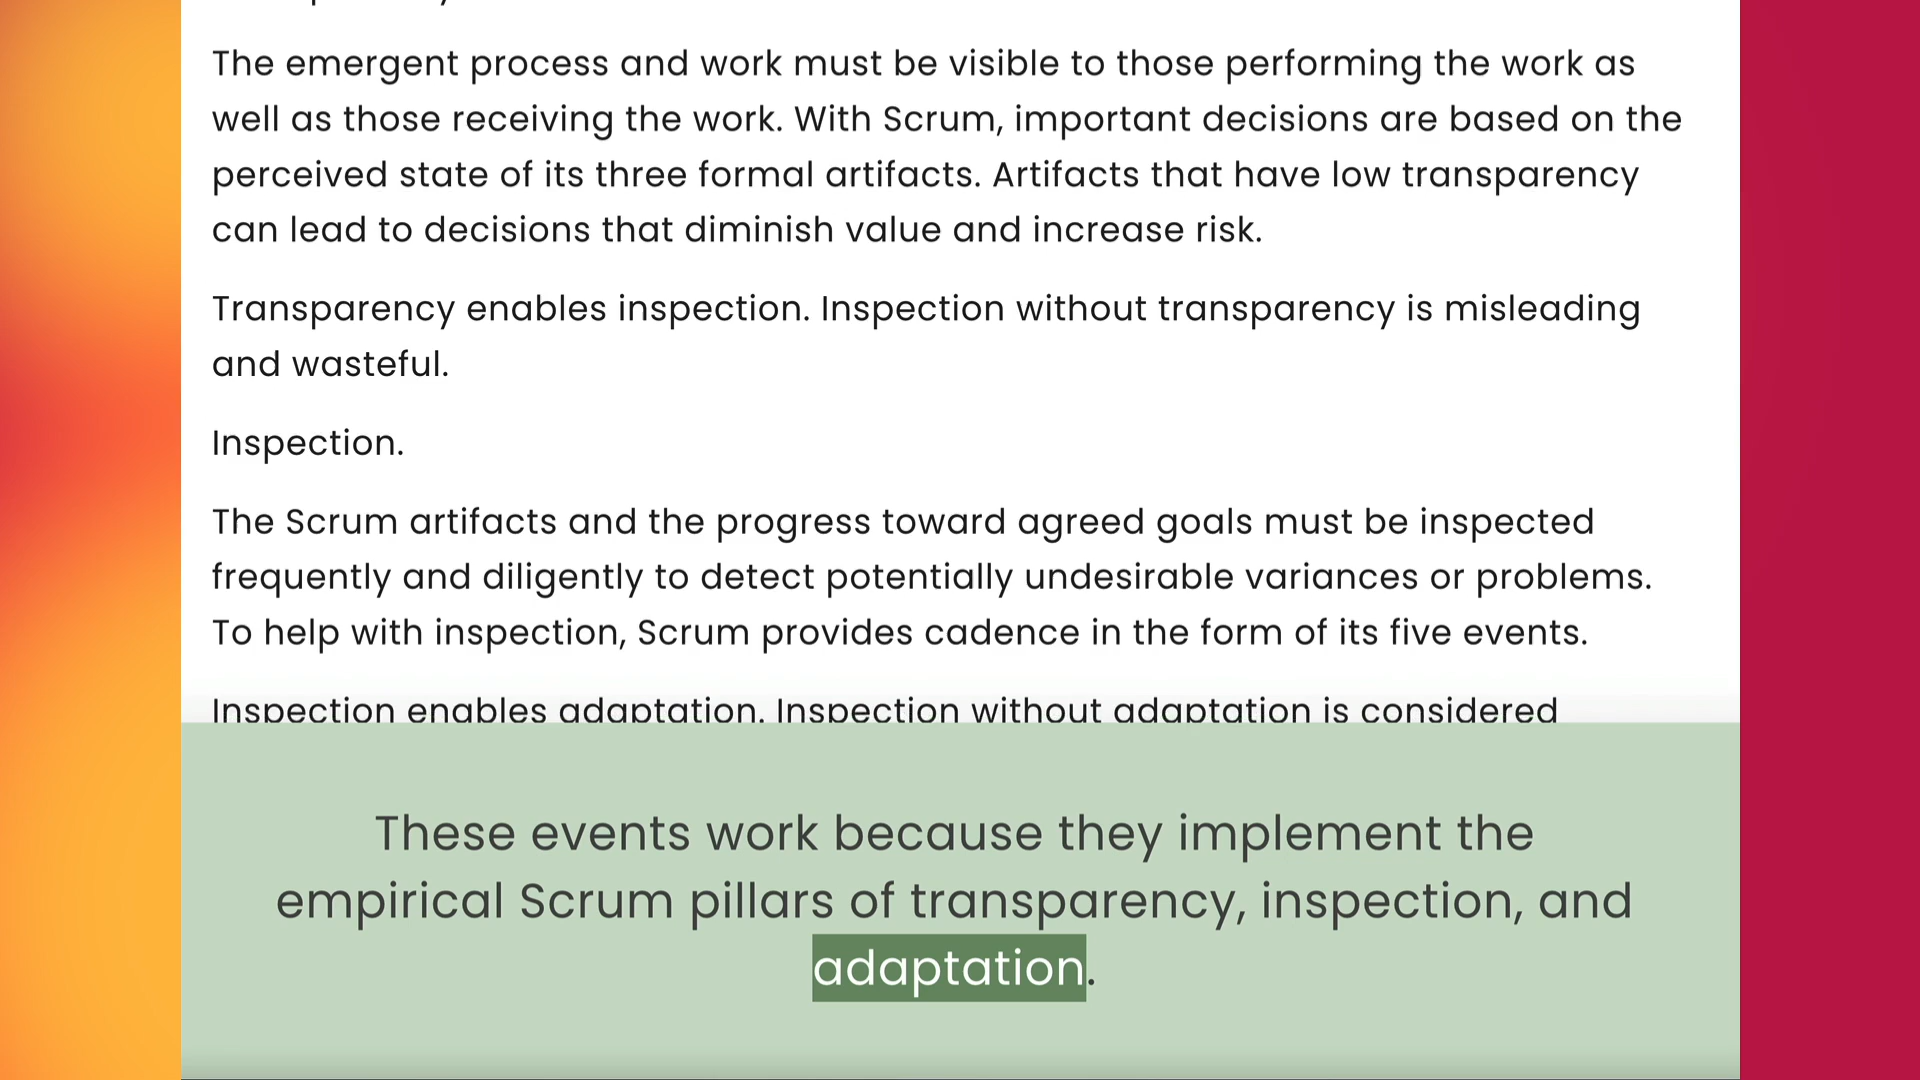 The emergent process and work must be visible to those performing the work as
well as those receiving the work. With Scrum, important decisions are based on the
perceived state of its three formal artifacts. Artifacts that have low transparency
can lead to decisions that diminish value and increase risk.
Transparency enables inspection. Inspection without transparency is misleading
and wasteful.
Inspection.
The Scrum artifacts and the progress toward agreed goals must be inspected
frequently and diligently to detect potentially undesirable variances or problems.
To help with inspection, Scrum provides cadence in the form of its five events.
Inspection enables adaptation. Inspection without adaptation is considered
These events work because they implement the
empirical Scrum pillars of transparency, inspection, and
adaptation.